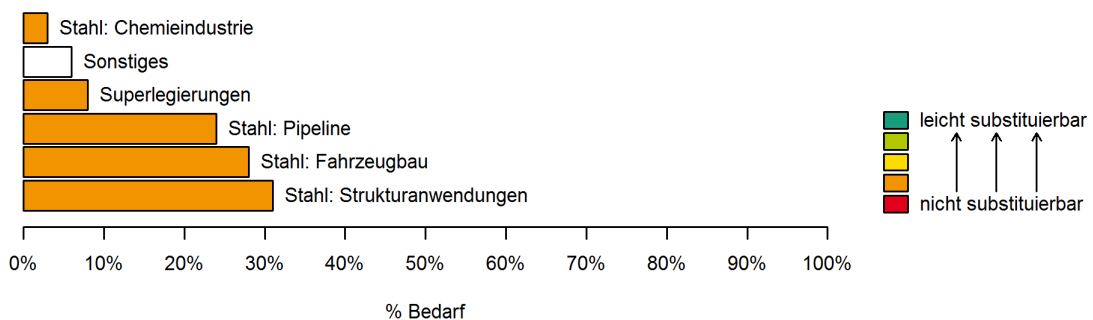 Stahl: Chemieindustrie
Sonstiges
Superlegierungen
Stahl: Pipeline
Stahl: Fahrzeugbau
Stahl: Strukturanwendungen
0% 10% 20% 30% 40% 50% 60% 70% 80% 90% 100%
% Bedarf
leicht substituierbar
nicht substituierbar